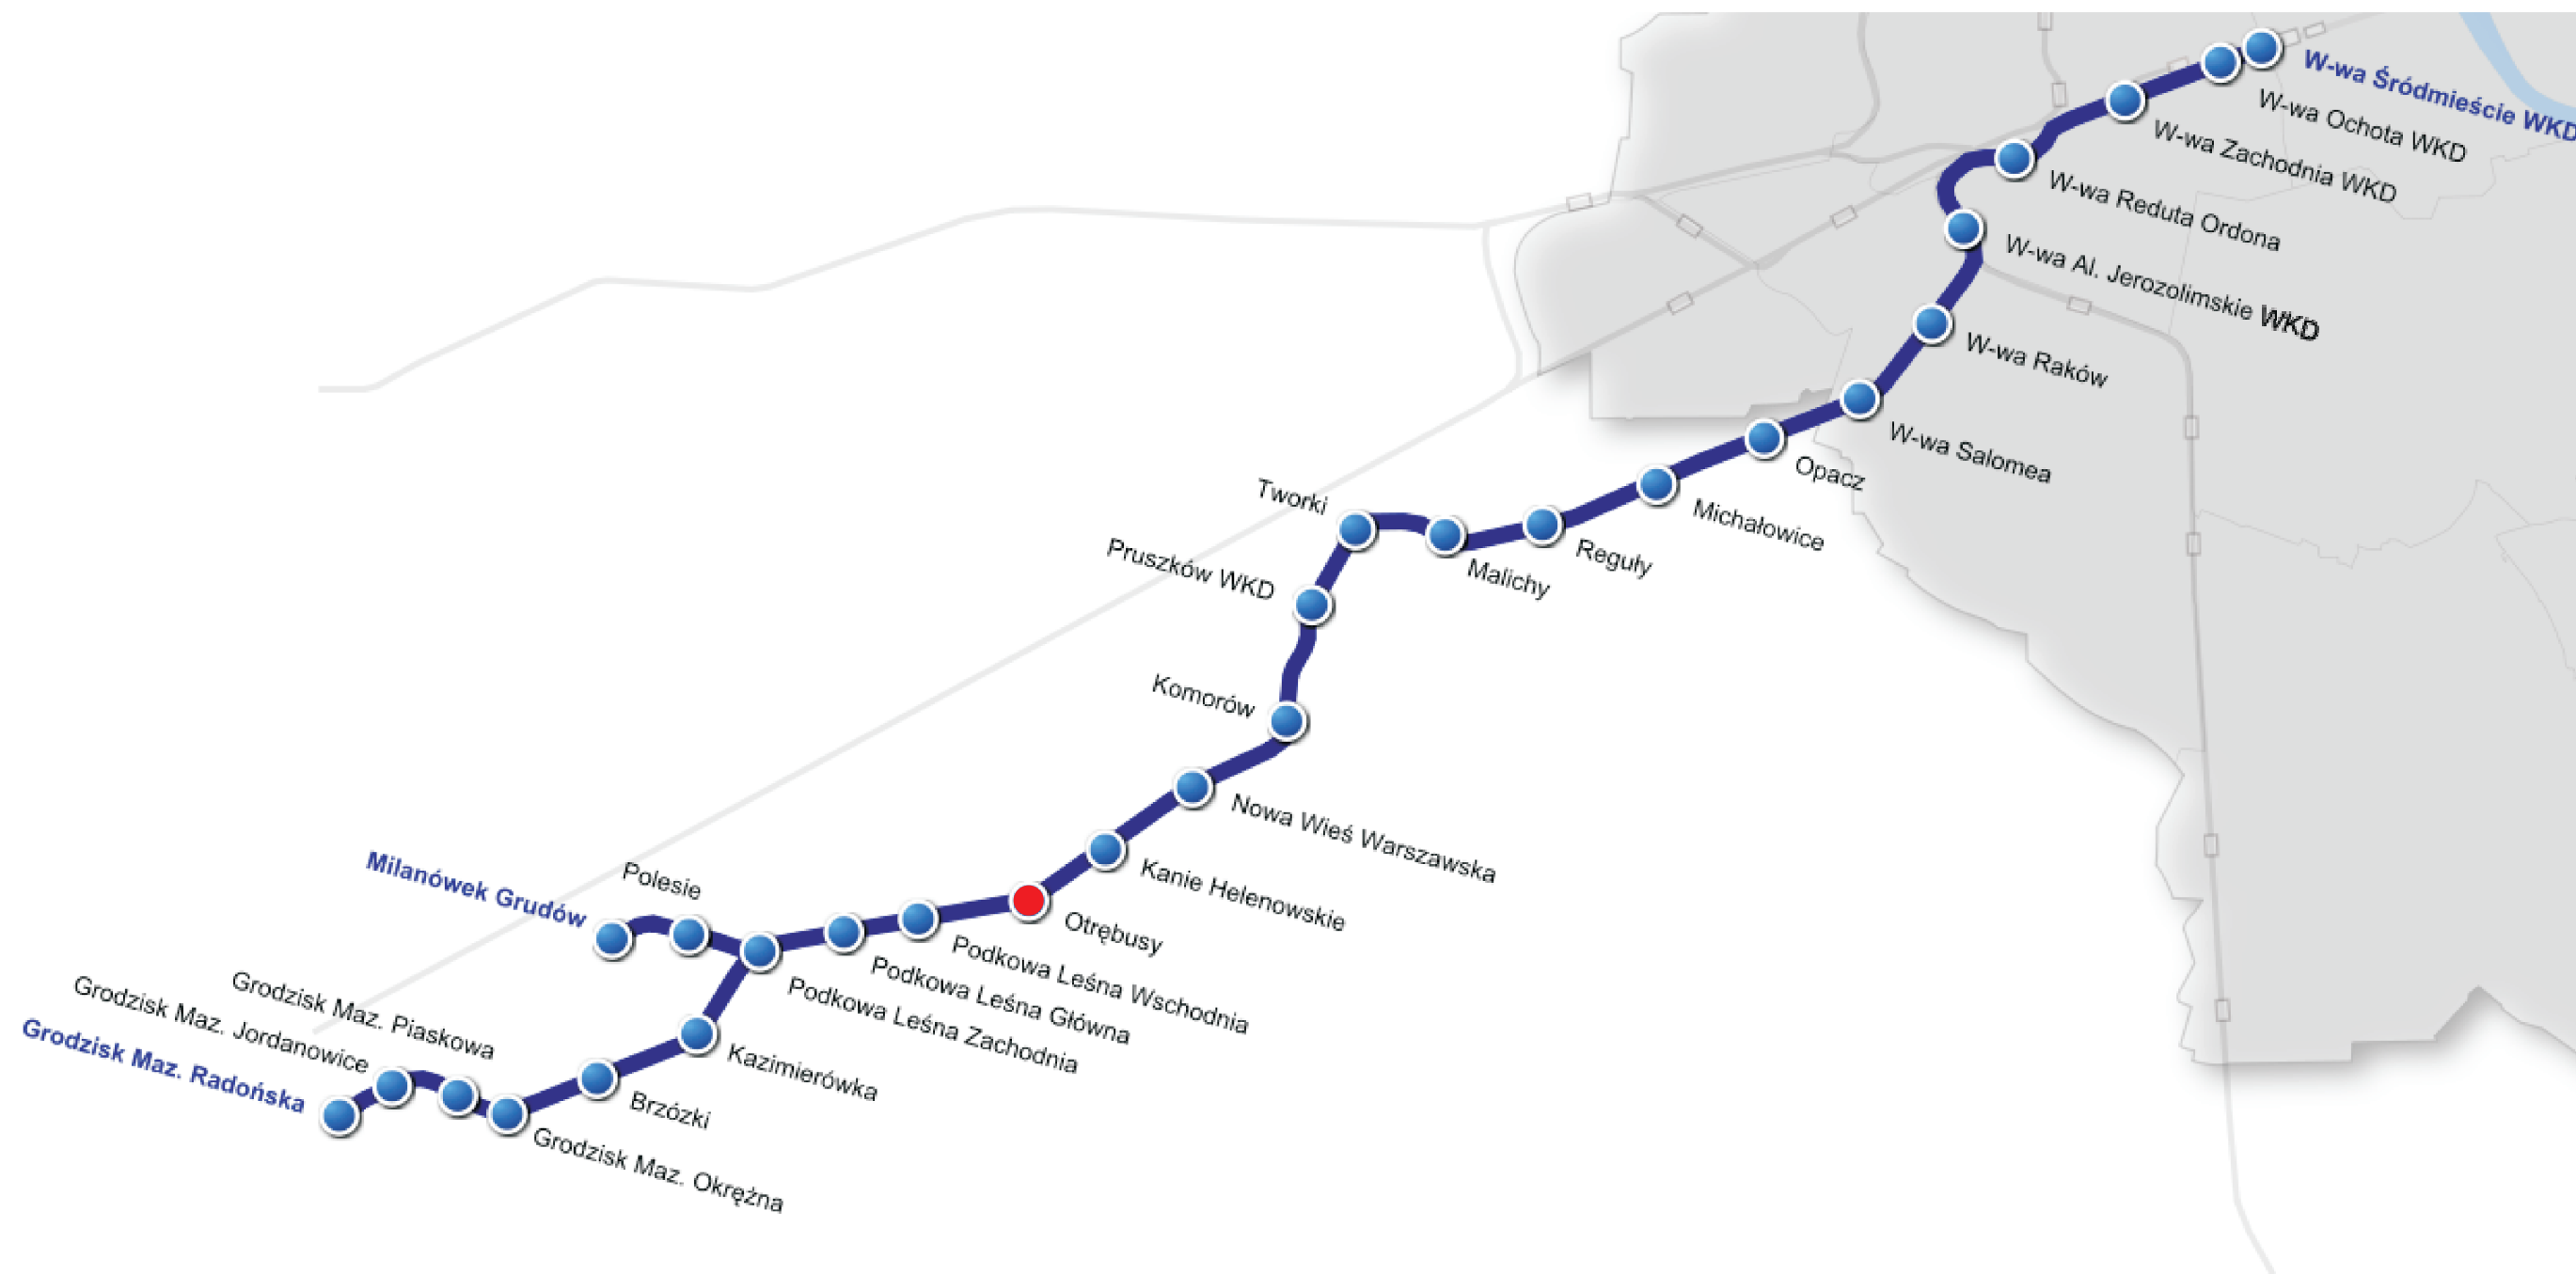 W-wa Śródmieście WKD
W-wa Ochota WKD
W-wa Zachodnia WKD
W-wa Reduta Ordona
W-wa Al. Jerozolimskie WKD
W-wa Raków
W-wa Salomea
Opacz
Michałowice
Reguły
Malichy
Tworki
Pruszków WKD
Komorów
Nowa Wieś Warszawska
Kanie Helenowskie
Otrębusy
Podkowa Leśna Wschodnia
Podkowa Leśna Główna
Podkowa Leśna Zachodnia
Polesie
Milanówek Grudów
Kazimierówka
Brzózki
Grodzisk Maz. Okrężna
Grodzisk Maz. Piaskowa
Grodzisk Maz. Jordanowice
Grodzisk Maz. Radońska